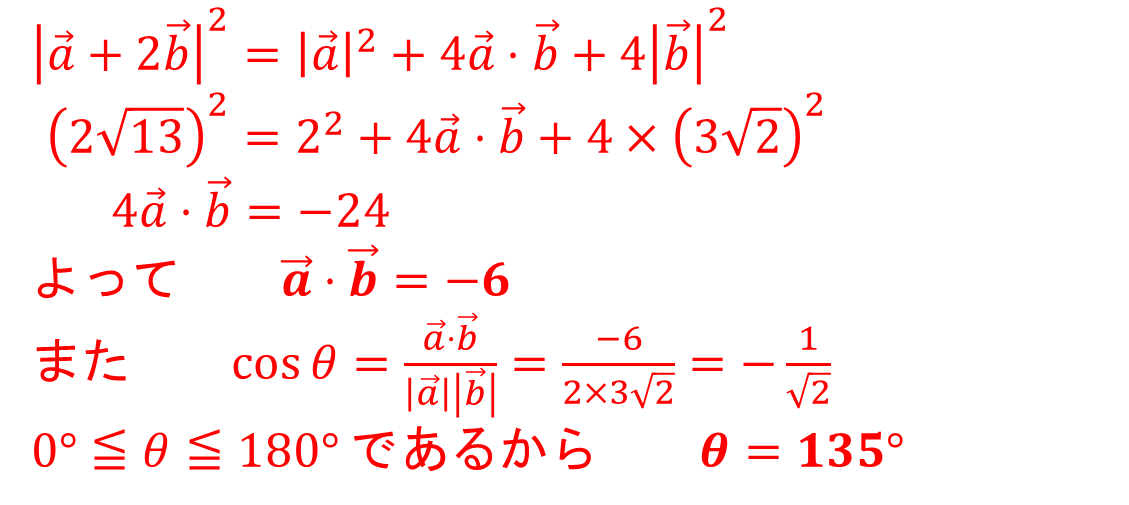 |a⃗ + 2b⃗|² = |a⃗|² + 4a⃗ · b⃗ + 4|b⃗|²
(2√13)² = 2² + 4a⃗ · b⃗ + 4 × (3√2)²
4a⃗ · b⃗ = −24
よって a⃗ · b⃗ = −6
また cos θ = a⃗·b⃗ / |a⃗||b⃗| = −6 / 2×3√2 = − 1 / √2
0° ≦ θ ≦ 180° であるから θ = 135°